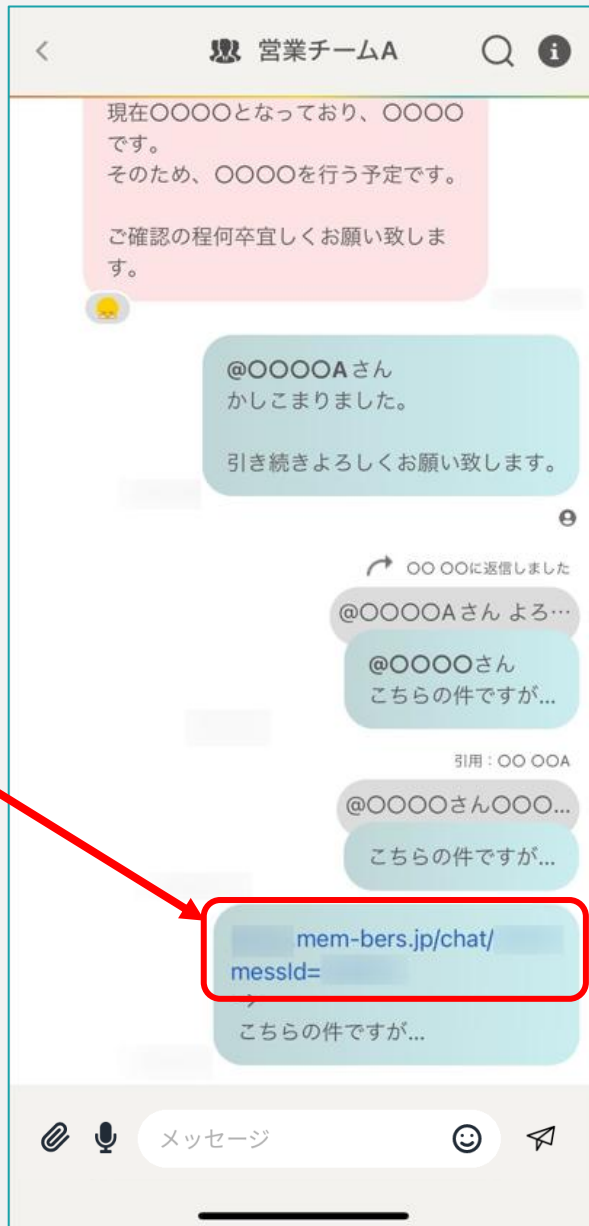 営業チームA
現在〇〇〇〇となっており、〇〇〇〇
です。
そのため、〇〇〇〇を行う予定です。
ご確認の程何卒宜しくお願い致しま
す。
@〇〇〇〇Aさん
かしこまりました。
引き続きよろしくお願い致します。
〇〇 〇〇に返信しました
@〇〇〇〇Aさん よろ…
@〇〇〇〇さん
こちらの件ですが...
引用：〇〇 〇〇A
@〇〇〇〇さん〇〇〇...
こちらの件ですが...
mem-bers.jp/chat/
messId=
こちらの件ですが...
メッセージ